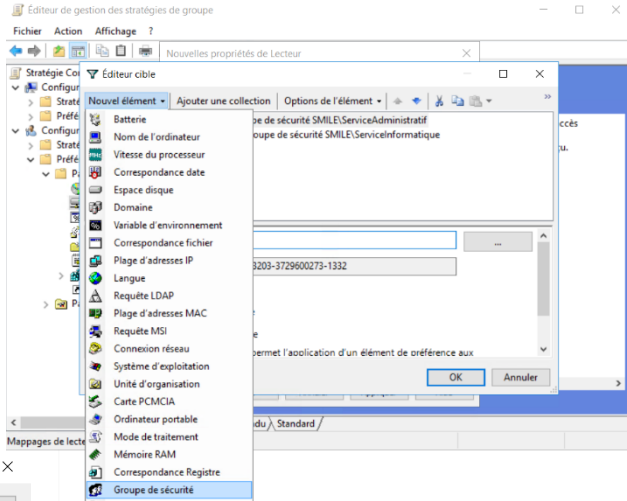 Éditeur de gestion des stratégies de groupe
Fichier Action Affichage ?
Nouvelles propriétés de Lecteur
Stratégie Co
Éditeur cible
Configur
Nouvel élément Ajouter une collection Options de l'élément
Straté
Préfé
Configur
Straté
Préfé
Pa
Pa
Batterie
Nom de l'ordinateur
Vitesse du processeur
Correspondance date
Espace disque
Domaine
Variable d'environnement
Correspondance fichier
Plage d'adresses IP
Langue
Requête LDAP
Plage d'adresses MAC
Requête MSI
Connexion réseau
Système d'exploitation
Unité d'organisation
Carte PCMCIA
Ordinateur portable
Mode de traitement
Mémoire RAM
Correspondance Registre
Groupe de sécurité
pe de sécurité SMILE\ServiceAdministratif
oupe de sécurité SMILE\ServiceInformatique
ccès
u.
...
3203-3729600273-1332
e
ermet l'application d'un élément de préférence aux
OK Annuler
du Standard
Mappages de lecte